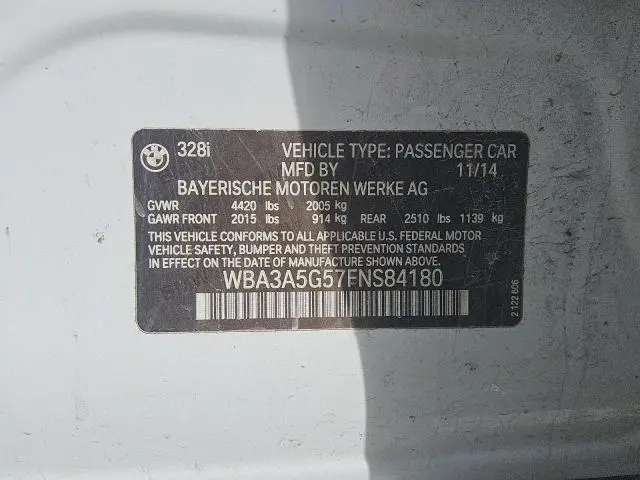 BMW 328i VEHICLE TYPE: PASSENGER CAR
MFD BY 11/14
BAYERISCHE MOTOREN WERKE AG
GVWR 4420 lbs 2005 kg
GAWR FRONT 2015 lbs 914 kg REAR 2510 lbs 1139 kg
THIS VEHICLE CONFORMS TO ALL APPLICABLE U.S. FEDERAL MOTOR
VEHICLE SAFETY, BUMPER AND THEFT PREVENTION STANDARDS
IN EFFECT ON THE DATE OF MANUFACTURE SHOWN ABOVE.
WBA3A5G57FNS84180
2 122 606